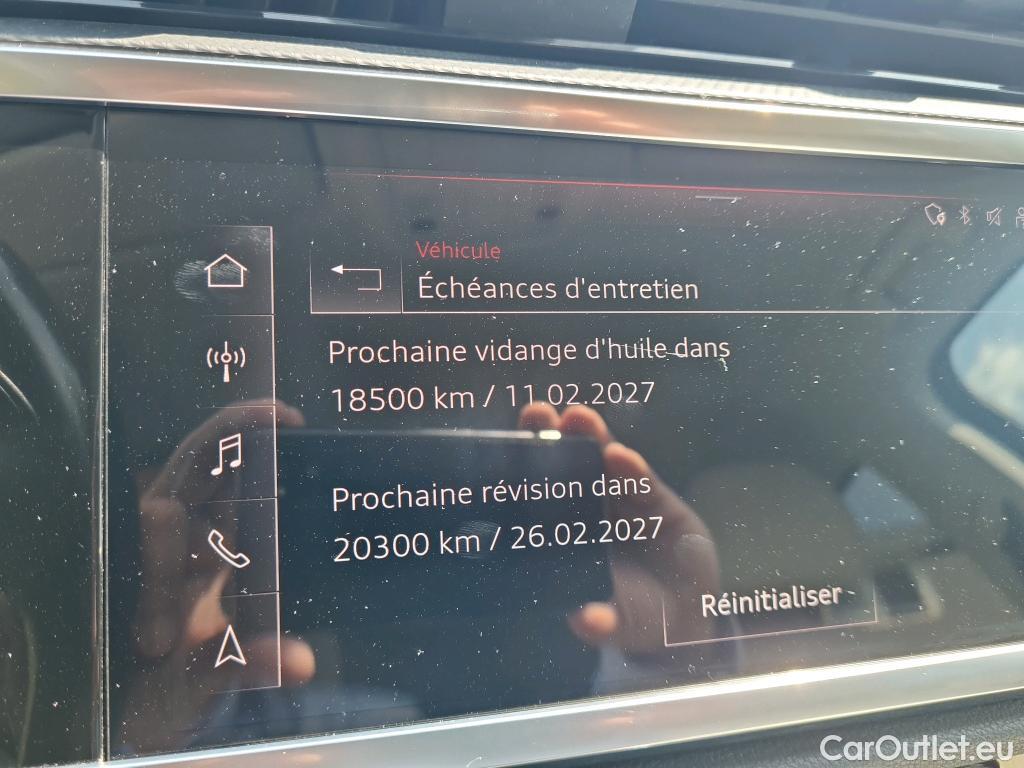 Véhicule
Échéances d'entretien
Prochaine vidange d'huile dans
18500 km / 11.02.2027
Prochaine révision dans
20300 km / 26.02.2027
Réinitialiser
CarOutlet.eu